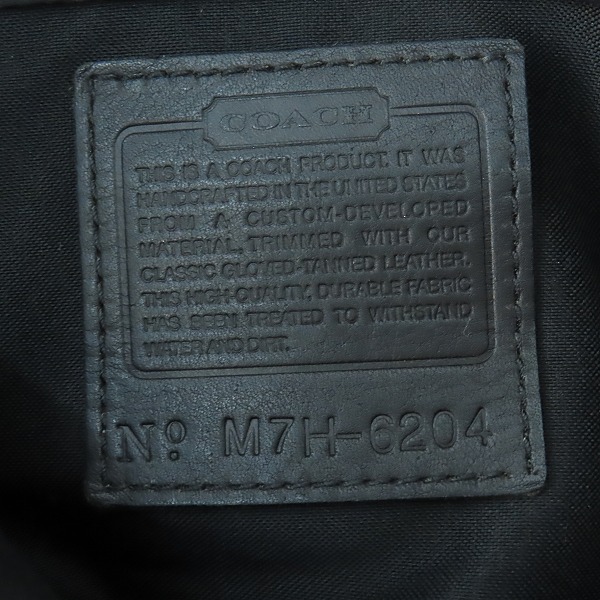 COACH
THIS IS A COACH PRODUCT. IT WAS
HANDCRAFTED IN THE UNITED STATES
FROM A CUSTOM-DEVELOPED
MATERIAL, TRIMMED WITH OUR
CLASSIC GLOVED-TANNED LEATHER.
THIS HIGH-QUALITY, DURABLE FABRIC
HAS BEEN TREATED TO WITHSTAND
WATER AND DIRT.
Nº M7H-6204